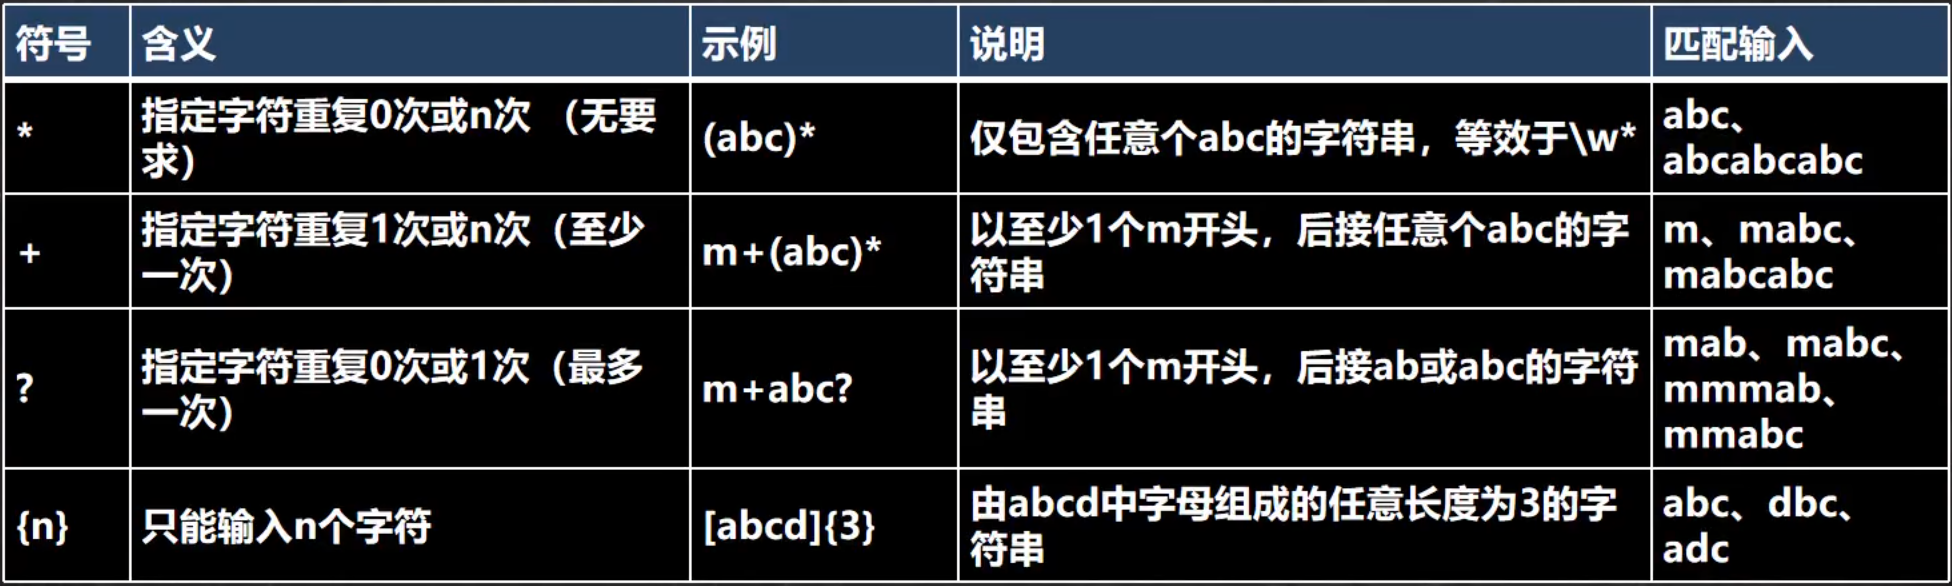 符号 含义 示例 说明 匹配输入
* 指定字符重复0次或n次 （无要
求） (abc)* 仅包含任意个abc的字符串，等效于\w* abc、
abcabcabc
+ 指定字符重复1次或n次（至少
一次） m+(abc)* 以至少1个m开头，后接任意个abc的字
符串 m、mabc、
mabcabc
? 指定字符重复0次或1次（最多
一次） m+abc? 以至少1个m开头，后接ab或abc的字符
串 mab、mabc、
mmmab、
mmabc
{n} 只能输入n个字符 [abcd]{3} 由abcd中字母组成的任意长度为3的字
符串 abc、dbc、
adc